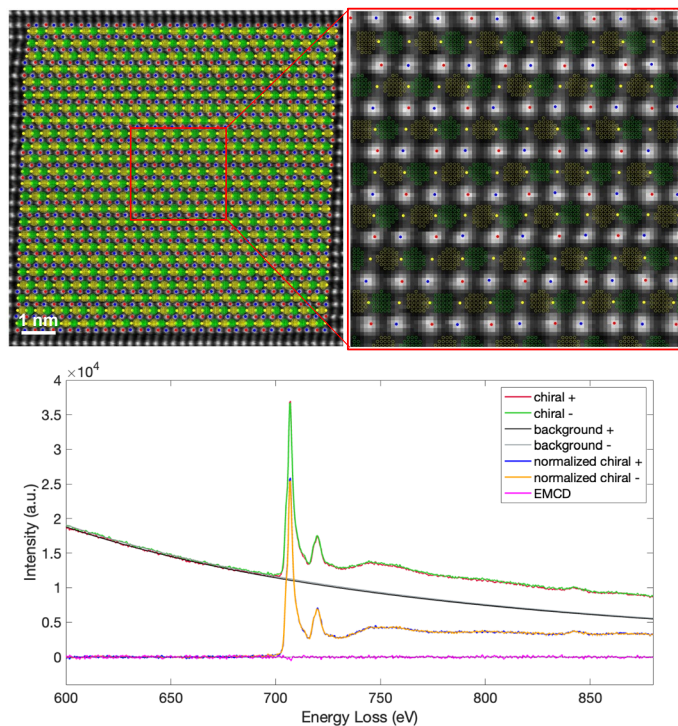 1 nm
×10⁴
4
3.5
3
2.5
2
1.5
1
0.5
0
600
650
700
750
800
850
Intensity (a.u.)
Energy Loss (eV)
chiral +
chiral -
background +
background -
normalized chiral +
normalized chiral -
EMCD